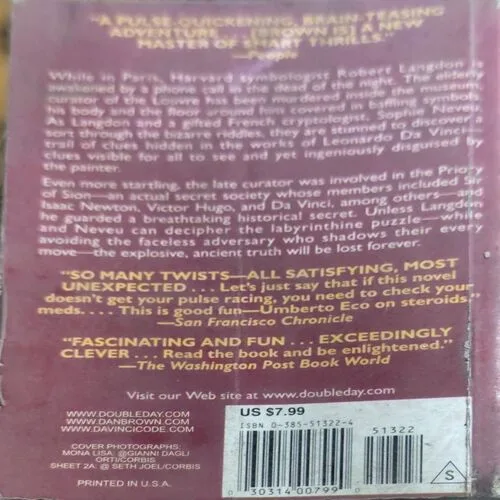 "A PULSE-QUICKENING, BRAIN-TEASING
ADVENTURE ... [BROWN IS] A NEW
MASTER OF SMART THRILLS."
—People
While in Paris, Harvard symbologist Robert Langdon is
awakened by a phone call in the dead of the night. The elderly
curator of the Louvre has been murdered inside the museum,
his body and the floor around him covered in baffling symbols.
As Langdon and a gifted French cryptologist, Sophie Neveu,
sort through the bizarre riddles, they are stunned to discover a
trail of clues hidden in the works of Leonardo Da Vinci—
clues visible for all to see and yet ingeniously disguised by
the painter.
Even more startling, the late curator was involved in the Priory
of Sion—an actual secret society whose members included Sir
Isaac Newton, Victor Hugo, and Da Vinci, among others—and
he guarded a breathtaking historical secret. Unless Langdon
and Neveu can decipher the labyrinthine puzzle—while
avoiding the faceless adversary who shadows their every
move—the explosive, ancient truth will be lost forever.
"SO MANY TWISTS—ALL SATISFYING, MOST
UNEXPECTED ... Let's just say that if this novel
doesn't get your pulse racing, you need to check your
meds. ... This is good fun—Umberto Eco on steroids."
—San Francisco Chronicle
"FASCINATING AND FUN ... EXCEEDINGLY
CLEVER ... Read the book and be enlightened."
—The Washington Post Book World
Visit our Web site at www.doubleday.com
WWW.DOUBLEDAY.COM
WWW.DANBROWN.COM
WWW.DAVINCICODE.COM
COVER PHOTOGRAPHS:
MONA LISA: @GIANNI DAGLI
ORTI/CORBIS
SHEET 2A: @ SETH JOEL/CORBIS
PRINTED IN U.S.A.
US $7.99
ISBN 0-385-51322-4
51322
0 30314 00799 0
S